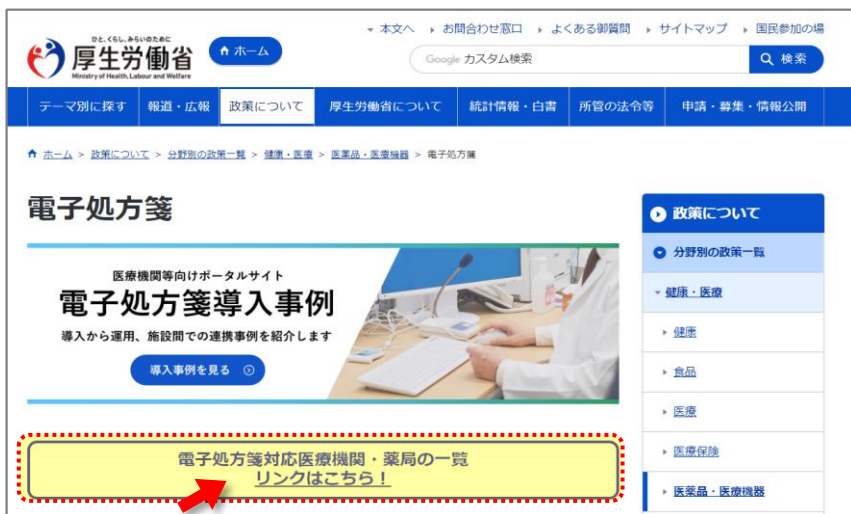 本文へ
お問合わせ窓口
よくある御質問
サイトマップ
国民参加の場
ひと、くらし、みらいのために
厚生労働省
Ministry of Health, Labour and Welfare
ホーム
Google カスタム検索
検索
テーマ別に探す
報道・広報
政策について
厚生労働省について
統計情報・白書
所管の法令等
申請・募集・情報公開
ホーム > 政策について > 分野別の政策一覧 > 健康・医療 > 医薬品・医療機器 > 電子処方箋
電子処方箋
医療機関等向けポータルサイト
電子処方箋導入事例
導入から運用、施設間での連携事例を紹介します
導入事例を見る
電子処方箋対応医療機関・薬局の一覧
リンクはこちら！
政策について
分野別の政策一覧
健康・医療
健康
食品
医療
医療保険
医薬品・医療機器